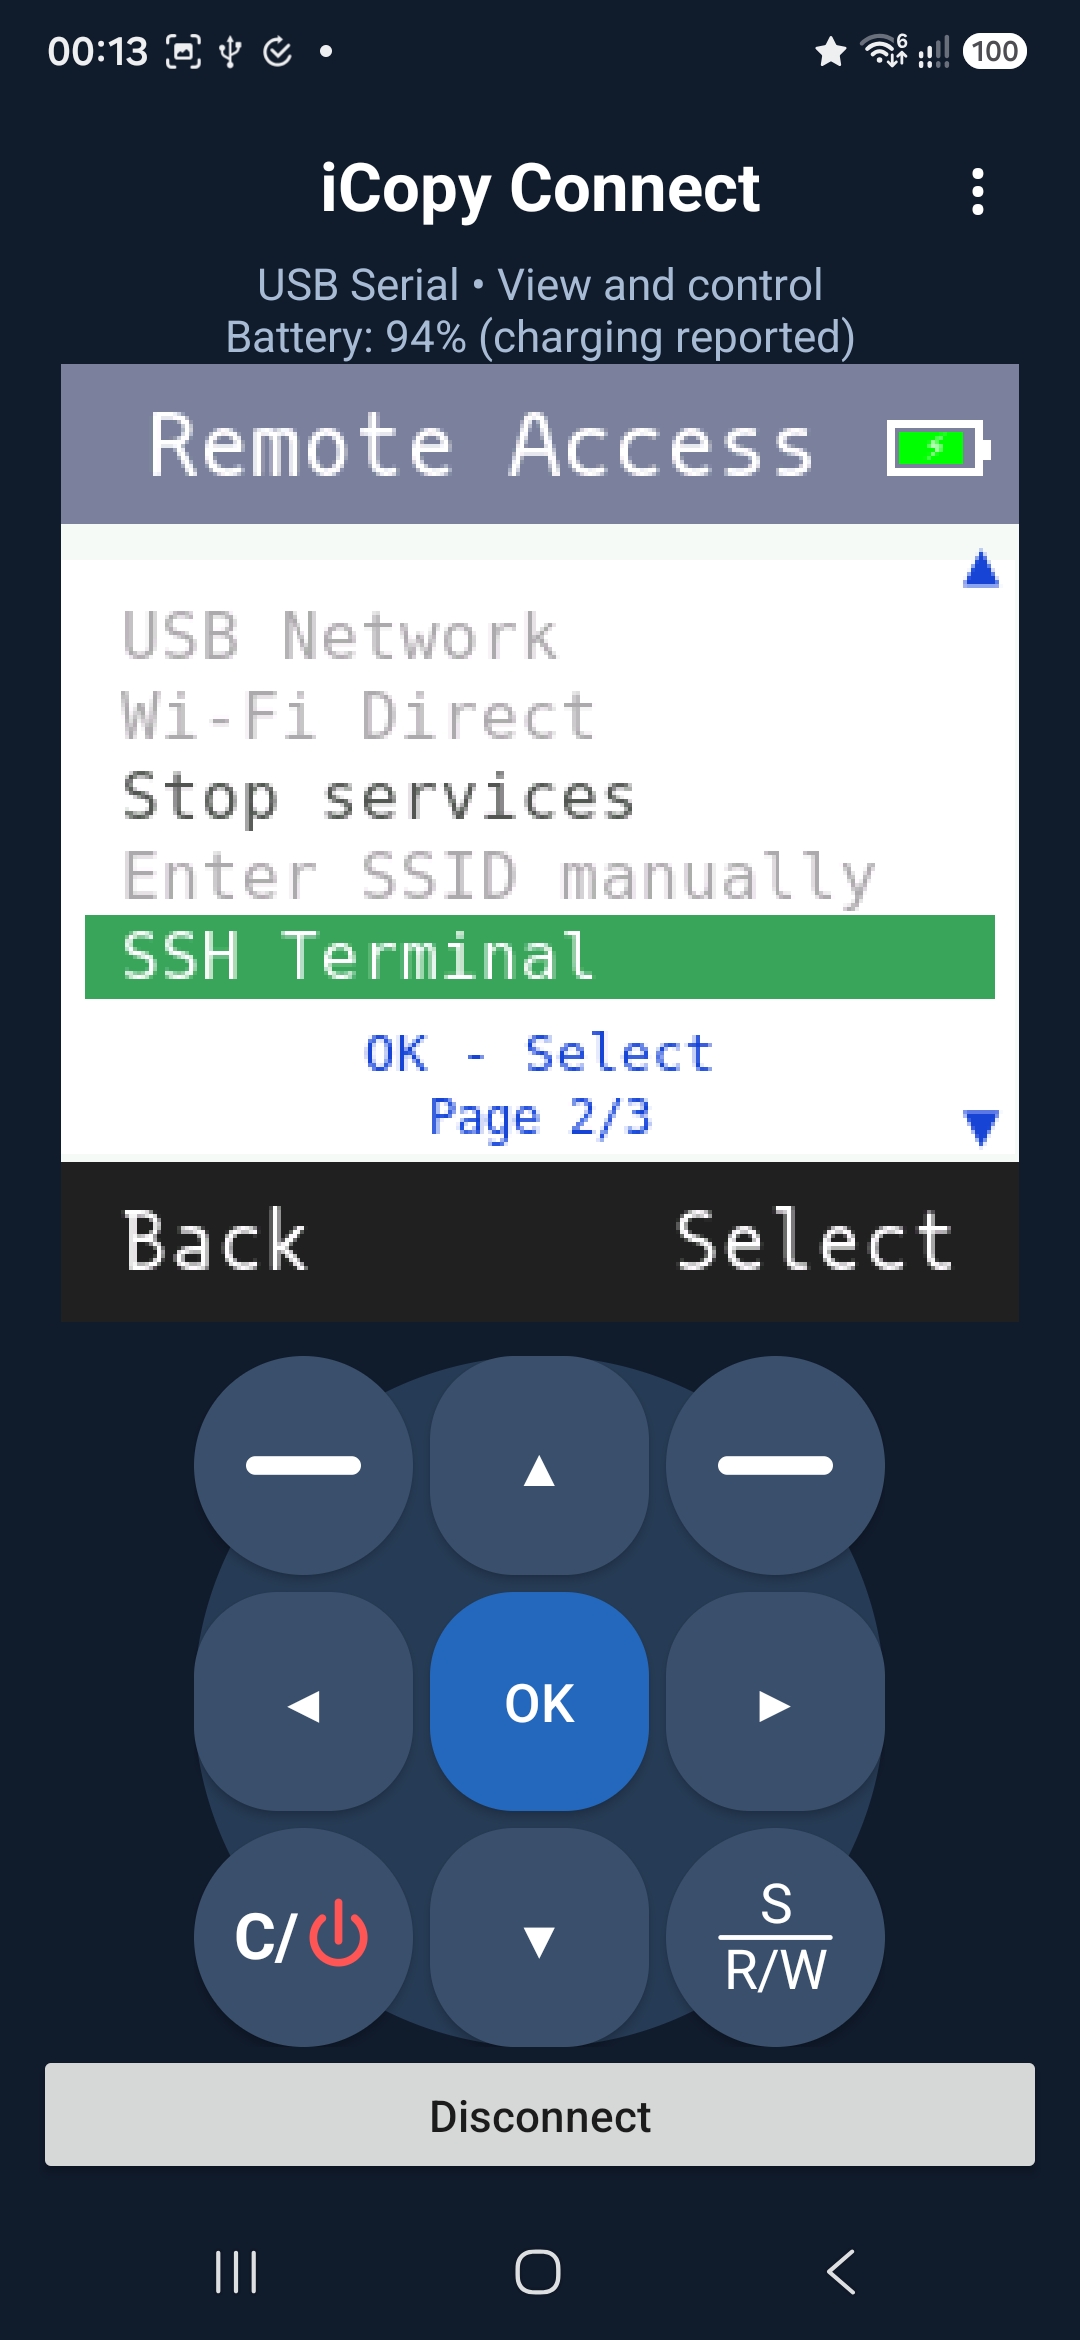 00:13
6
100
iCopy Connect
USB Serial • View and control
Battery: 94% (charging reported)
Remote Access
USB Network
Wi-Fi Direct
Stop services
Enter SSID manually
SSH Terminal
OK - Select
Page 2/3
Back Select
OK
C/
S
R/W
Disconnect